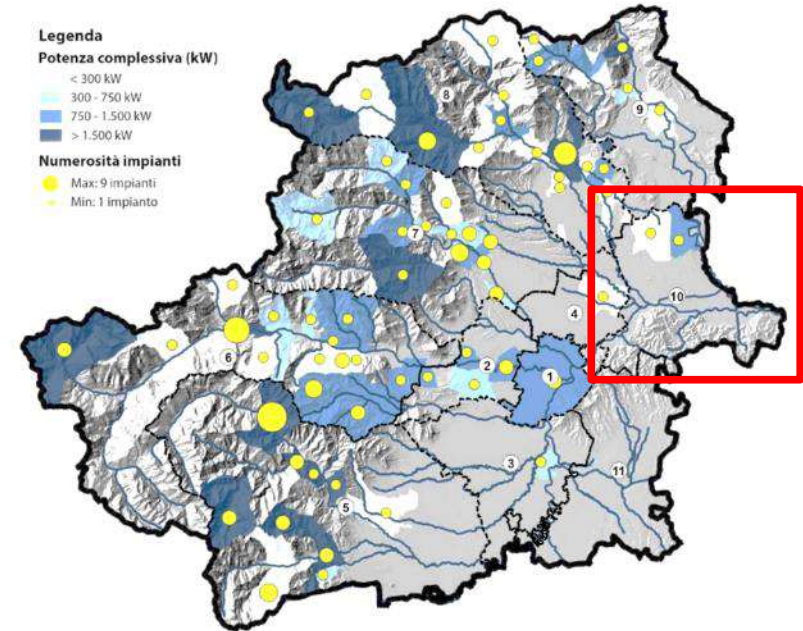 Legenda
Potenza complessiva (kW)
< 300 kW
300 - 750 kW
750 - 1.500 kW
> 1.500 kW
Numerosità impianti
Max: 9 impianti
Min: 1 impianto
8
9
7
10
4
6
2
1
3
11
5